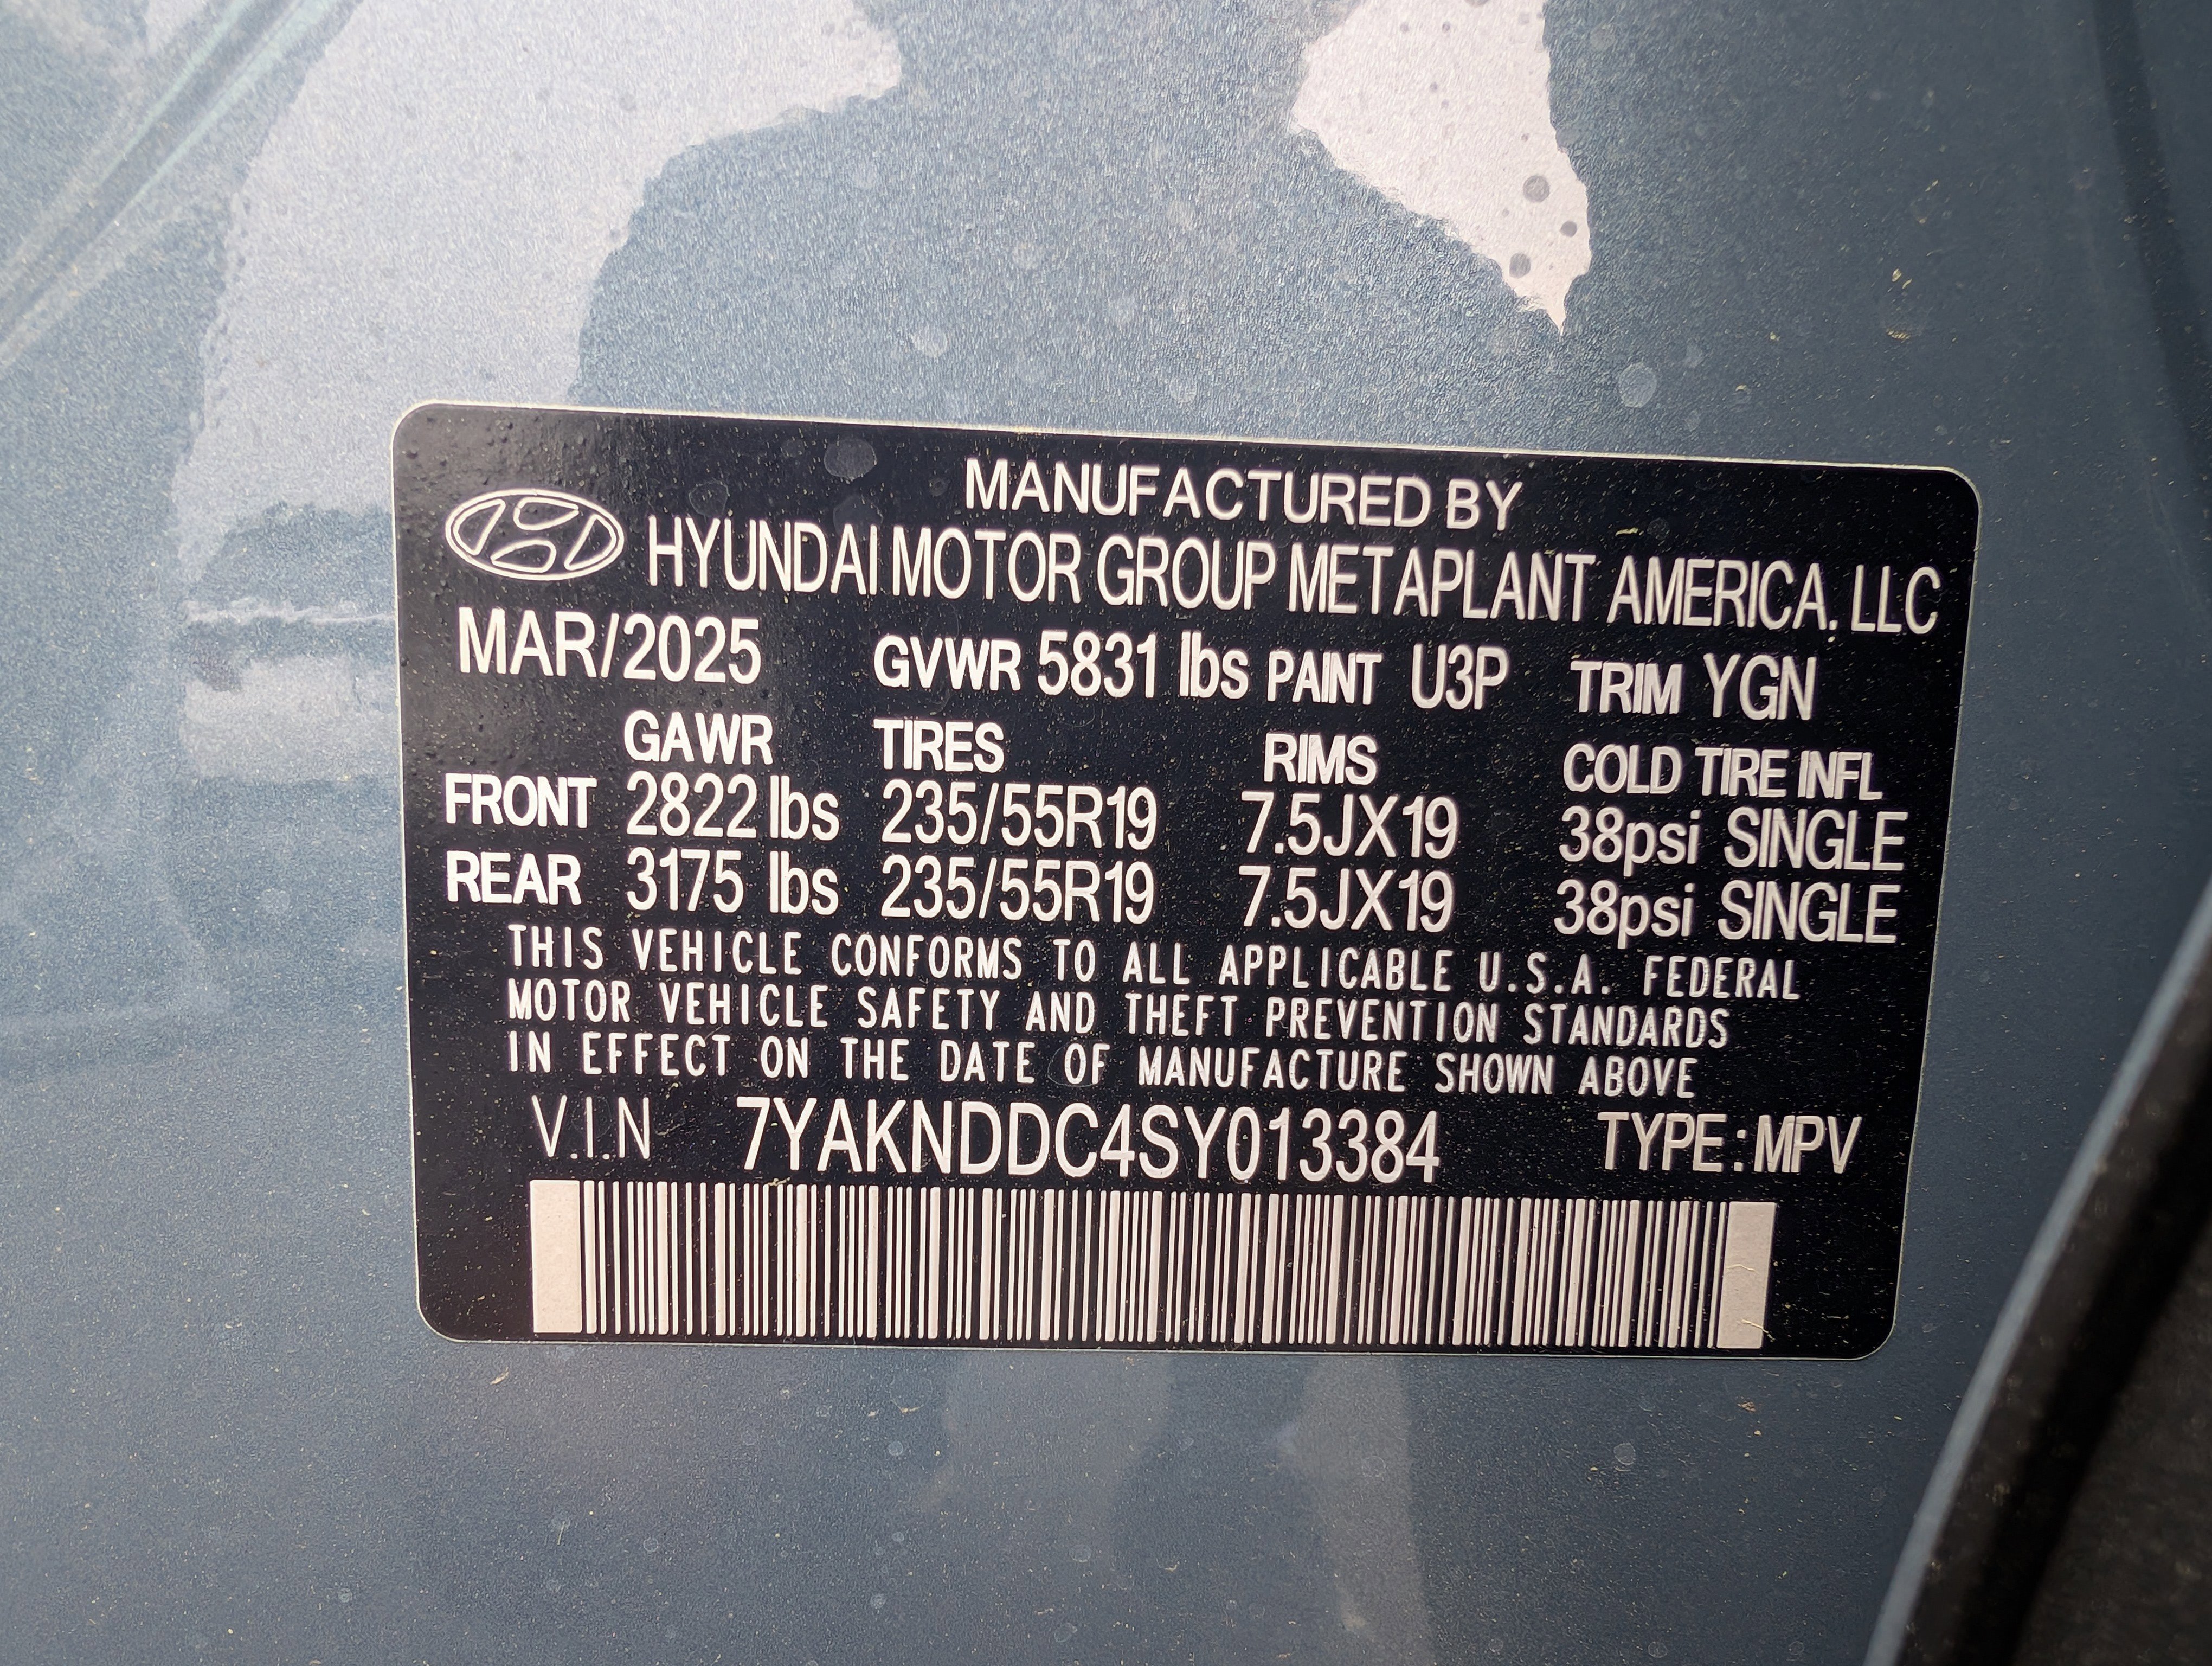 MANUFACTURED BY
HYUNDAI MOTOR GROUP METAPLANT AMERICA, LLC
MAR/2025 GVWR 5831 lbs PAINT U3P TRIM YGN
GAWR TIRES RIMS COLD TIRE INFL
FRONT 2822 lbs 235/55R19 7.5JX19 38psi SINGLE
REAR 3175 lbs 235/55R19 7.5JX19 38psi SINGLE
THIS VEHICLE CONFORMS TO ALL APPLICABLE U.S.A. FEDERAL
MOTOR VEHICLE SAFETY AND THEFT PREVENTION STANDARDS
IN EFFECT ON THE DATE OF MANUFACTURE SHOWN ABOVE
V.I.N 7YAKNDDC4SY013384 TYPE:MPV